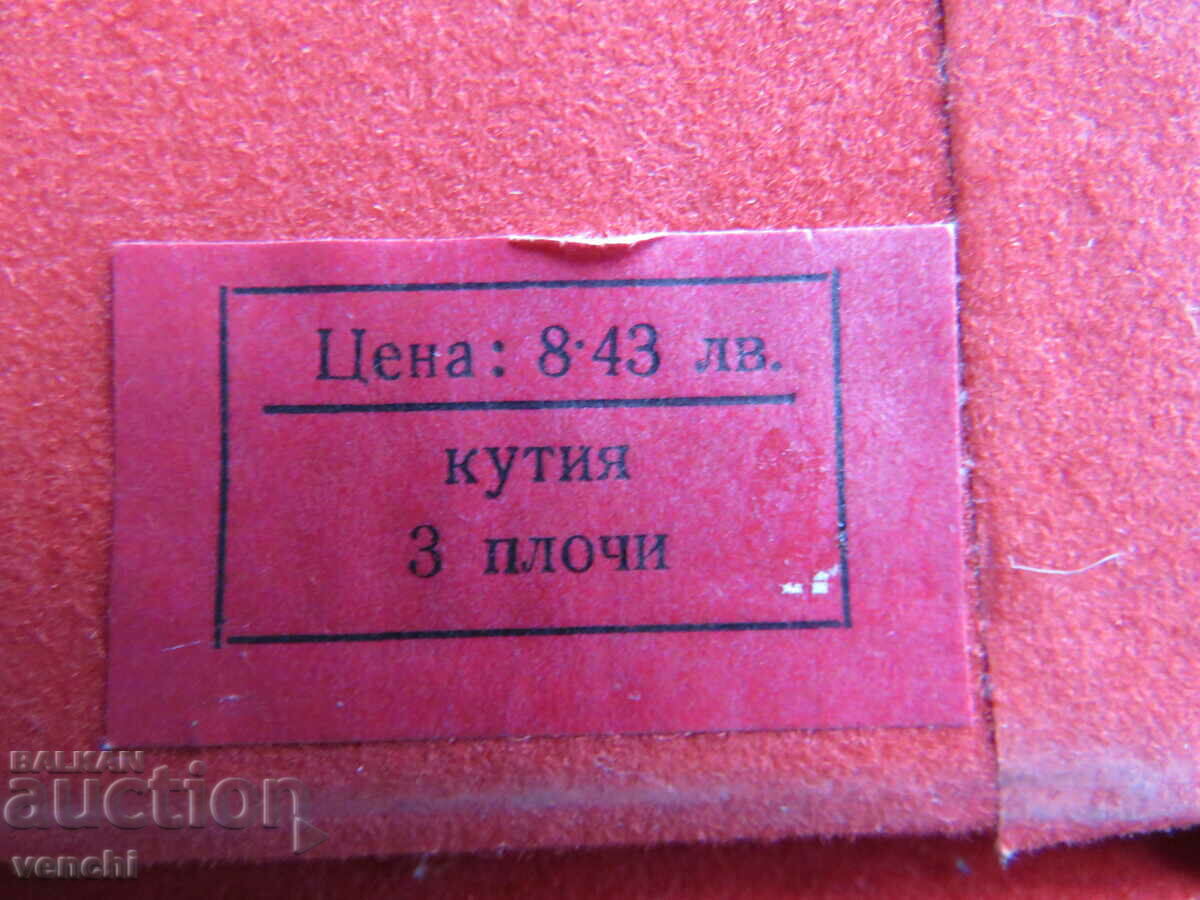 Цена: 8·43 лв.
кутия
3 плочи
BALKAN
auction
venchi